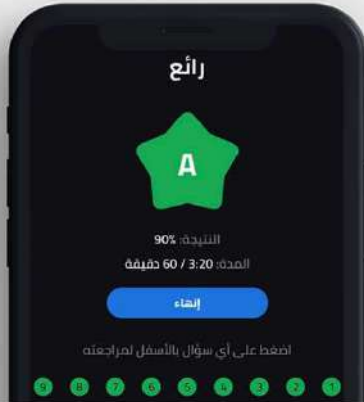 رائع
A
النتيجة: 90%
المدة: 3:20 / 60 دقيقة
إنهاء
اضغط على أي سؤال بالأسفل لمراجعته
1 2 3 4 5 6 7 8 9